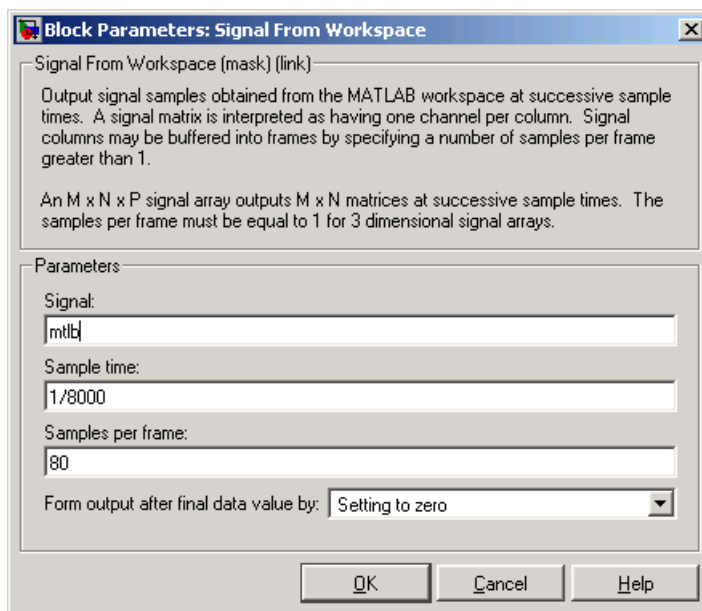 Block Parameters: Signal From Workspace
Signal From Workspace (mask) (link)
Output signal samples obtained from the MATLAB workspace at successive sample
times.  A signal matrix is interpreted as having one channel per column.  Signal
columns may be buffered into frames by specifying a number of samples per frame
greater than 1.
An M x N x P signal array outputs M x N matrices at successive sample times.  The
samples per frame must be equal to 1 for 3 dimensional signal arrays.
Parameters
Signal:
mtlb
Sample time:
1/8000
Samples per frame:
80
Form output after final data value by: Setting to zero
OK Cancel Help